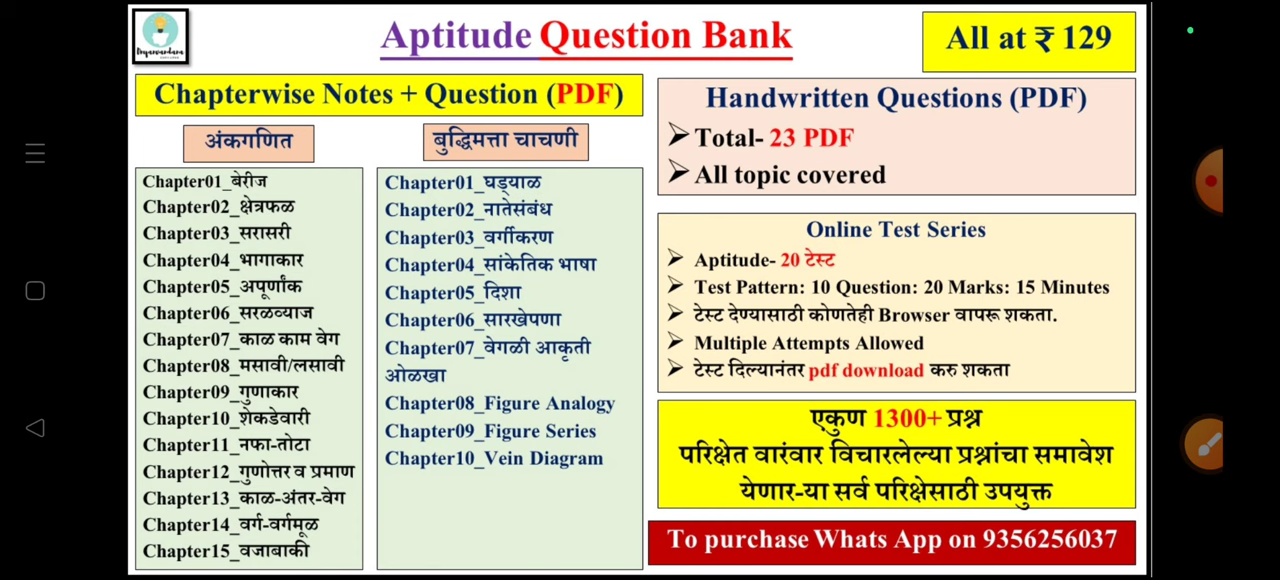 Aptitude Question Bank
All at ₹ 129
Chapterwise Notes + Question (PDF)
अंकगणित
Chapter01_बेरीज
Chapter02_क्षेत्रफळ
Chapter03_सरासरी
Chapter04_भागाकार
Chapter05_अपूर्णांक
Chapter06_सरळव्याज
Chapter07_काळ काम वेग
Chapter08_मसावी/लसावी
Chapter09_गुणाकार
Chapter10_शेकडेवारी
Chapter11_नफा-तोटा
Chapter12_गुणोत्तर व प्रमाण
Chapter13_काळ-अंतर-वेग
Chapter14_वर्ग-वर्गमूळ
Chapter15_वजाबाकी
बुद्धिमत्ता चाचणी
Chapter01_घड्याळ
Chapter02_नातेसंबंध
Chapter03_वर्गीकरण
Chapter04_सांकेतिक भाषा
Chapter05_दिशा
Chapter06_सारखेपणा
Chapter07_वेगळी आकृती
ओळखा
Chapter08_Figure Analogy
Chapter09_Figure Series
Chapter10_Vein Diagram
Handwritten Questions (PDF)
Total- 23 PDF
All topic covered
Online Test Series
Aptitude- 20 टेस्ट
Test Pattern: 10 Question: 20 Marks: 15 Minutes
टेस्ट देण्यासाठी कोणतेही Browser वापरू शकता.
Multiple Attempts Allowed
टेस्ट दिल्यानंतर pdf download करु शकता
एकुण 1300+ प्रश्न
परिक्षेत वारंवार विचारलेल्या प्रश्नांचा समावेश
येणार-या सर्व परिक्षेसाठी उपयुक्त
To purchase Whats App on 9356256037